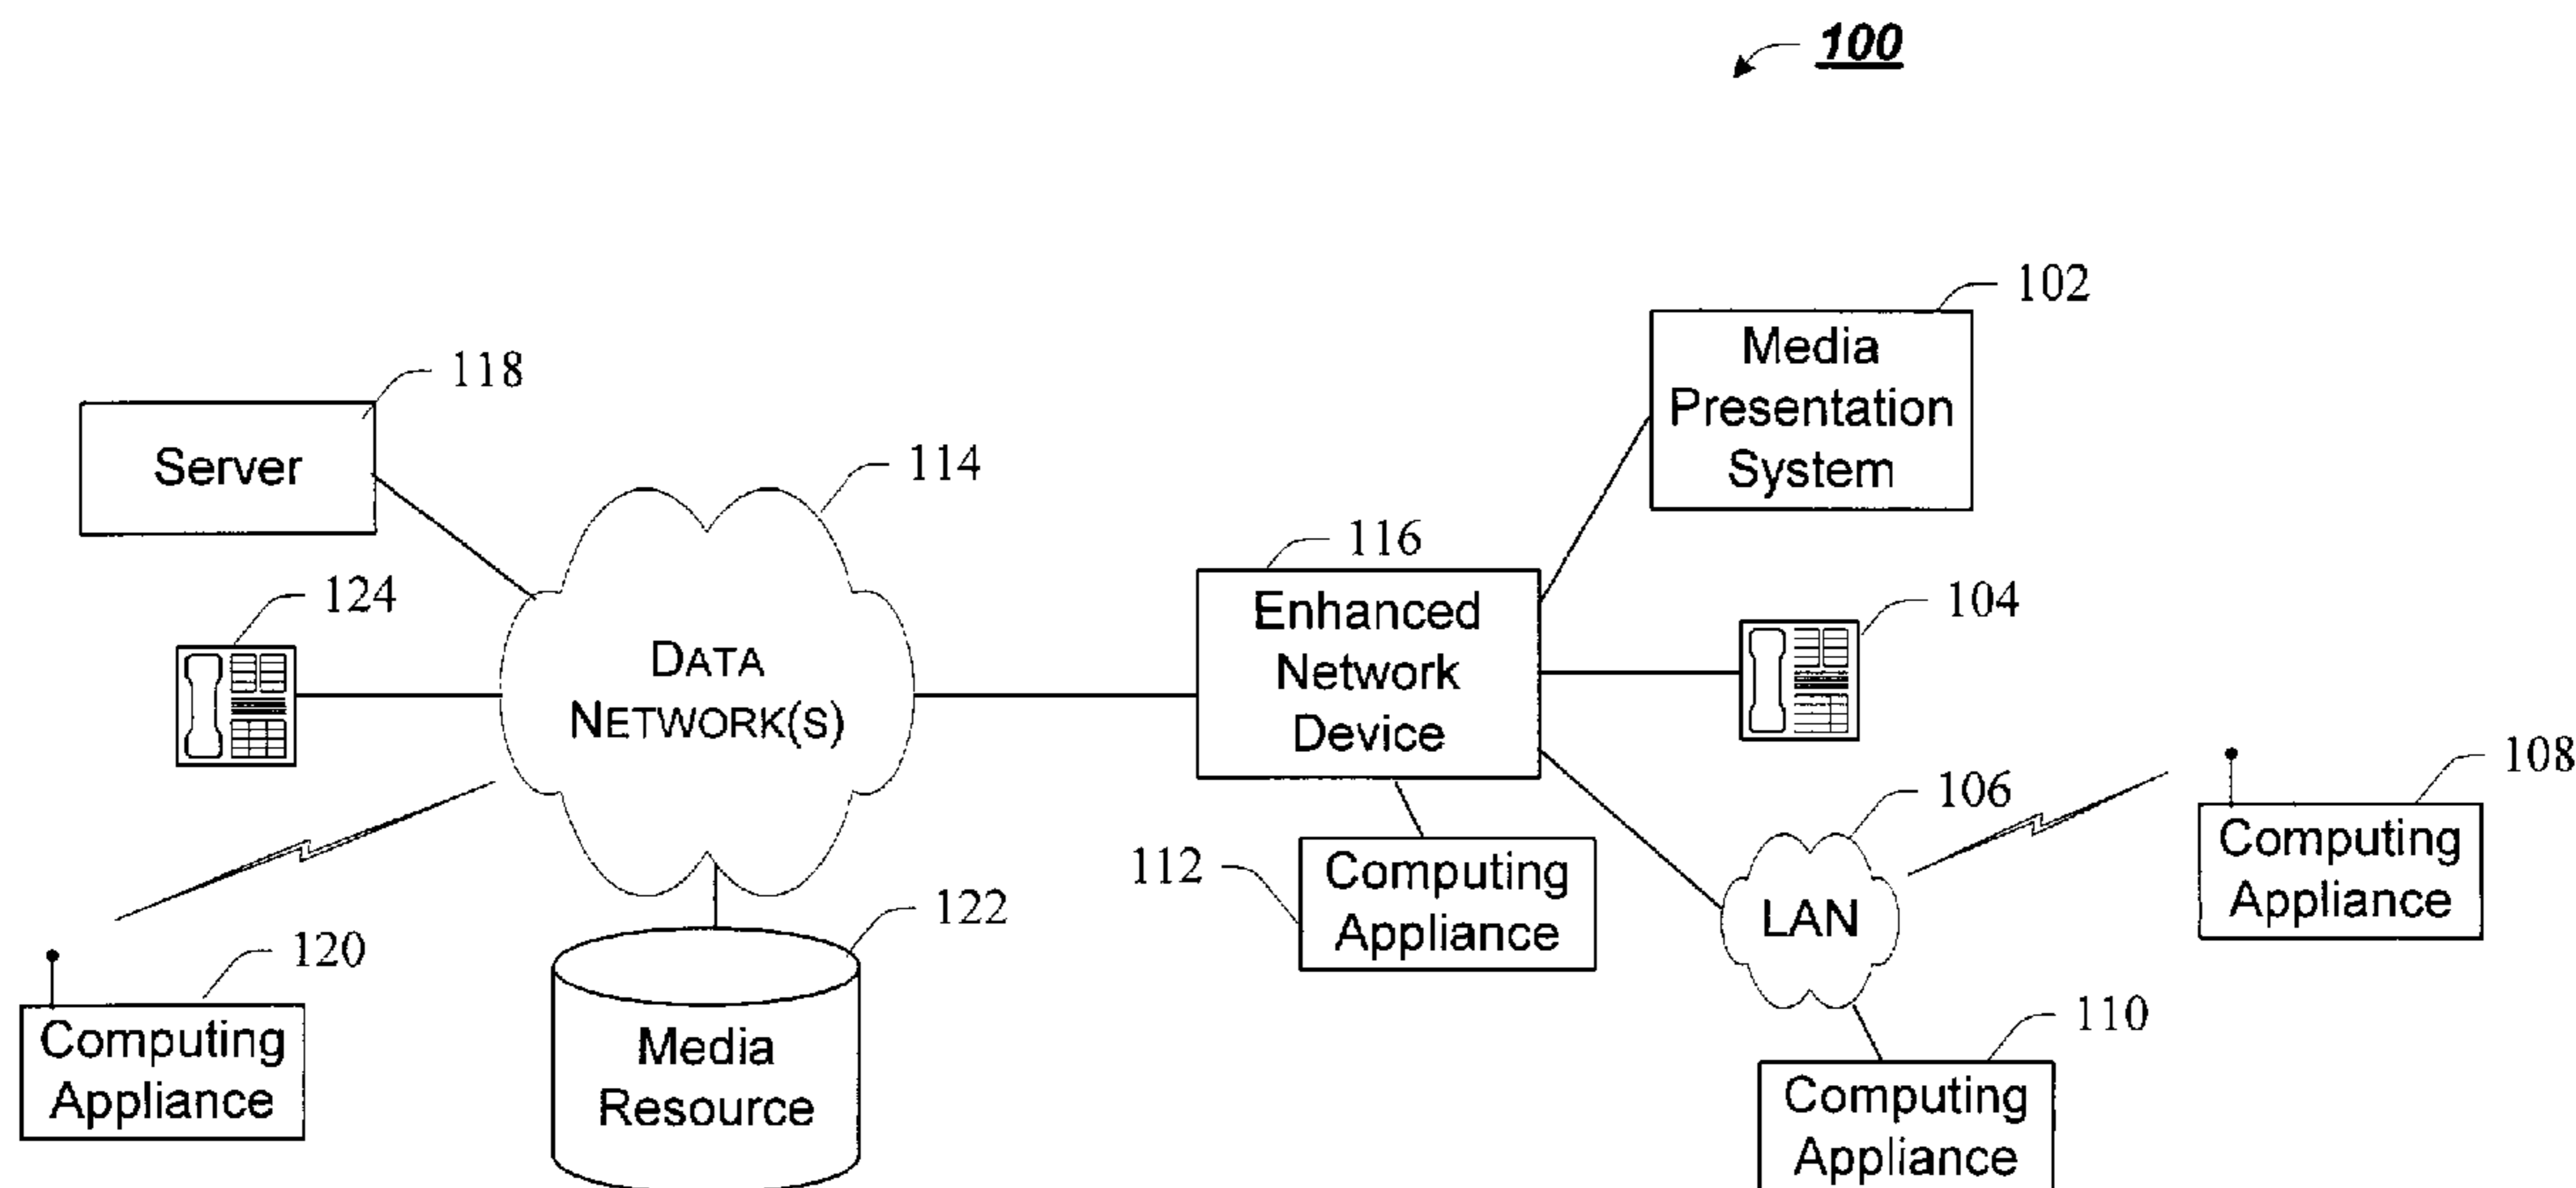 100
102
Media
Presentation
System
118
Server
114
116
Enhanced
Network
Device
124
104
DATA
NETWORK(S)
108
Computing
Appliance
106
LAN
112
Computing
Appliance
122
Media
Resource
120
Computing
Appliance
110
Computing
Appliance